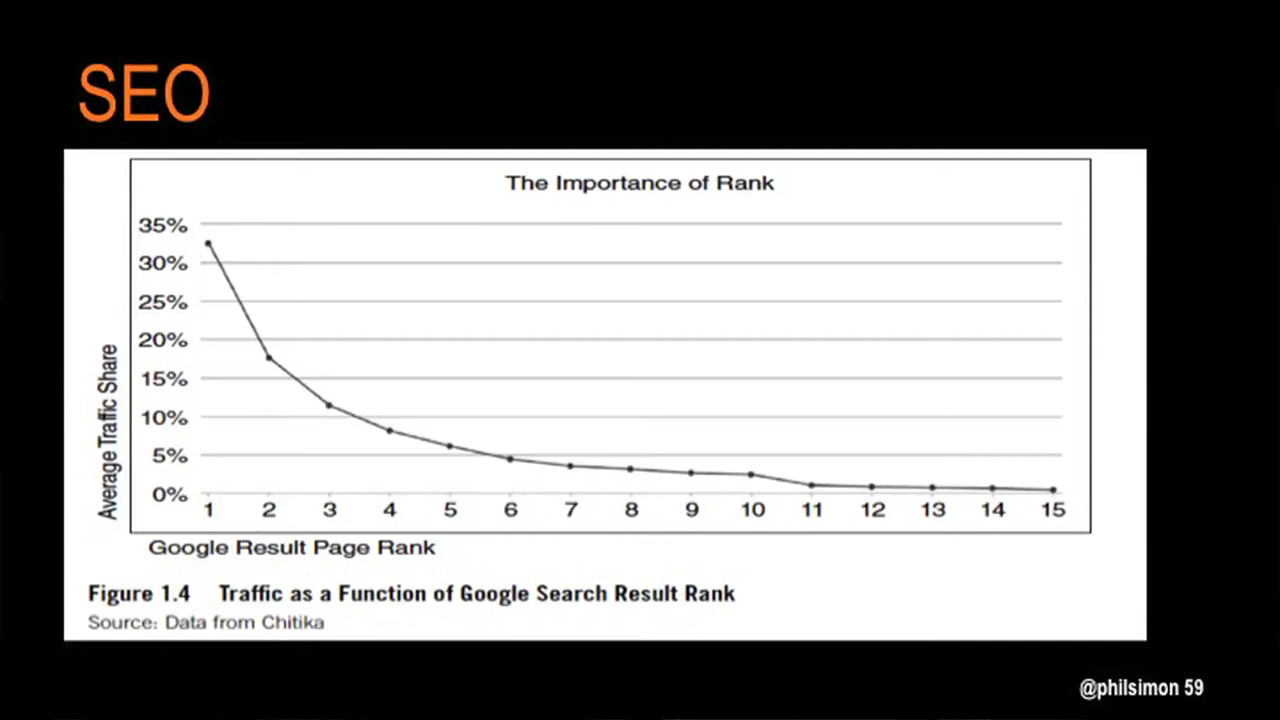 SEO
The Importance of Rank
35%
30%
25%
20%
15%
10%
5%
0%
Average Traffic Share
1 2 3 4 5 6 7 8 9 10 11 12 13 14 15
Google Result Page Rank
Figure 1.4 Traffic as a Function of Google Search Result Rank
Source: Data from Chitika
@philsimon 59